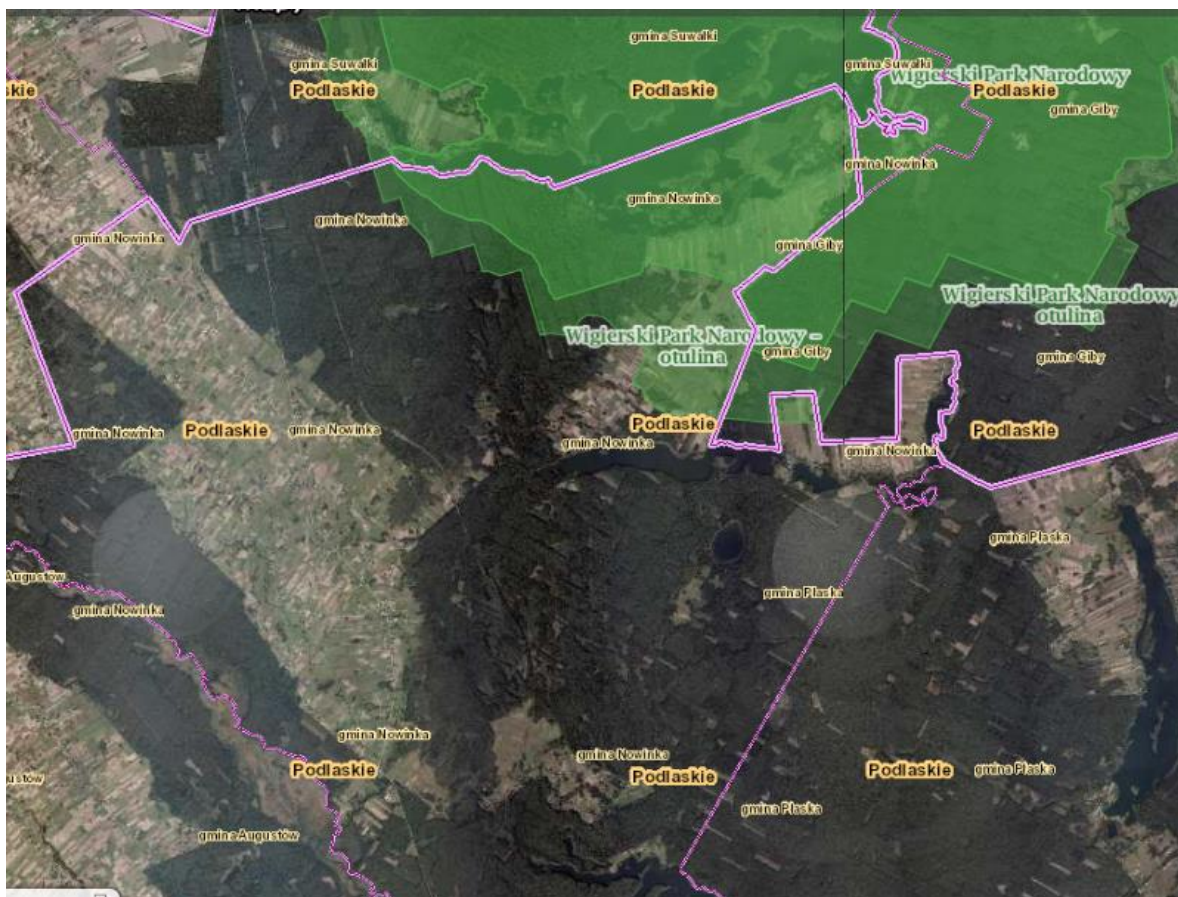 gmina Suwałki
gmina Suwałki
gmina Suwałki
Wigierski Park Narodowy
skie
Podlaskie
Podlaskie
Podlaskie
gmina Giby
gmina Nowinka
gmina Nowinka
gmina Nowinka
gmina Nowinka
gmina Giby
Wigierski Park Narodowy
otulina
Wigierski Park Narodowy –
otulina
gmina Giby
gmina Giby
Podlaskie
Podlaskie
Podlaskie
gmina Nowinka
gmina Nowinka
gmina Nowinka
gmina Nowinka
gmina Płaska
Augustów
gmina Nowinka
gmina Płaska
gmina Nowinka
gmina Nowinka
Podlaskie
Podlaskie
Podlaskie
gmina Płaska
gustów
gmina Płaska
gmina Augustów